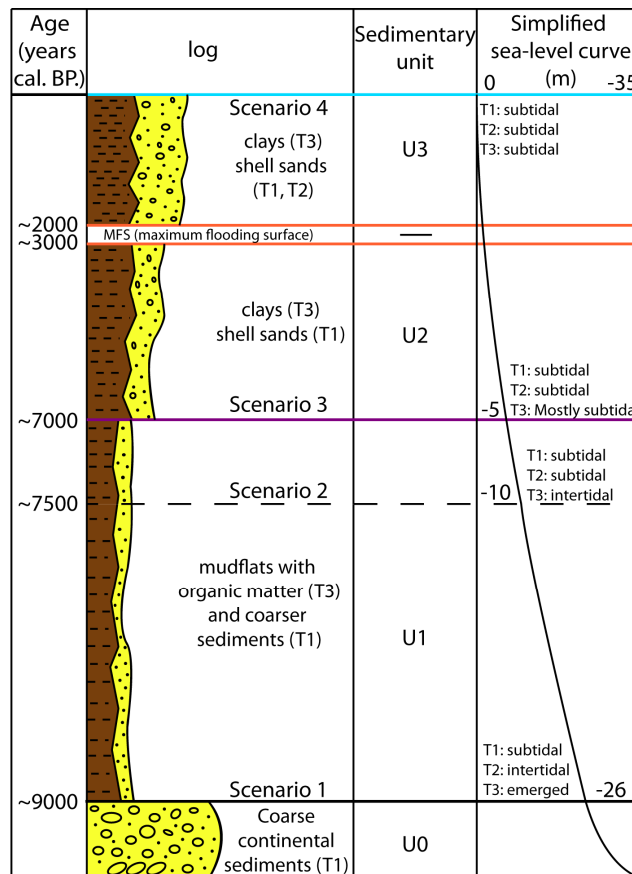 Age
(years
cal. BP.)
log
Sedimentary
unit
Simplified
sea-level curve
(m)
0
-35
Scenario 4
clays (T3)
shell sands
(T1, T2)
U3
T1: subtidal
T2: subtidal
T3: subtidal
~2000
MFS (maximum flooding surface)
~3000
clays (T3)
shell sands (T1)
U2
Scenario 3
T1: subtidal
T2: subtidal
T3: Mostly subtidal
-5
~7000
Scenario 2
T1: subtidal
T2: subtidal
T3: intertidal
-10
~7500
mudflats with
organic matter (T3)
and coarser
sediments (T1)
U1
Scenario 1
T1: subtidal
T2: intertidal
T3: emerged
-26
~9000
Coarse
continental
sediments (T1)
U0